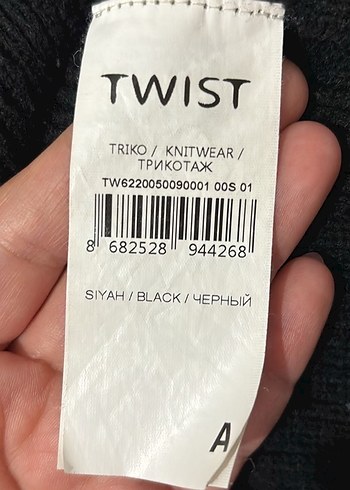 TWIST
TRIKO / KNITWEAR /
ТРИКОТАЖ
TW6220050090001 00S 01
8 682528 944268
SIYAH / BLACK / ЧЕРНЫЙ
A